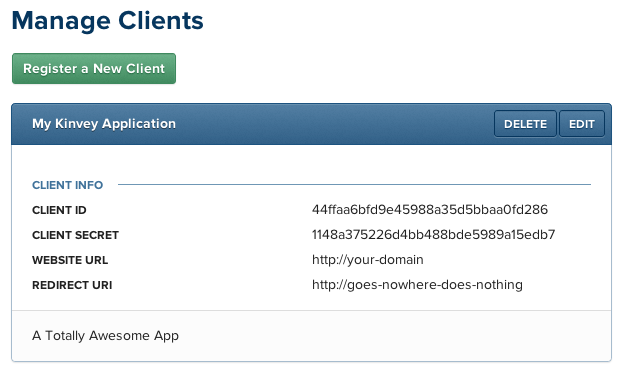 Manage Clients
Register a New Client
My Kinvey Application DELETE EDIT
CLIENT INFO
CLIENT ID 44ffaa6bfd9e45988a35d5bbaa0fd286
CLIENT SECRET 1148a375226d4bb488bde5989a15edb7
WEBSITE URL http://your-domain
REDIRECT URI http://goes-nowhere-does-nothing
A Totally Awesome App